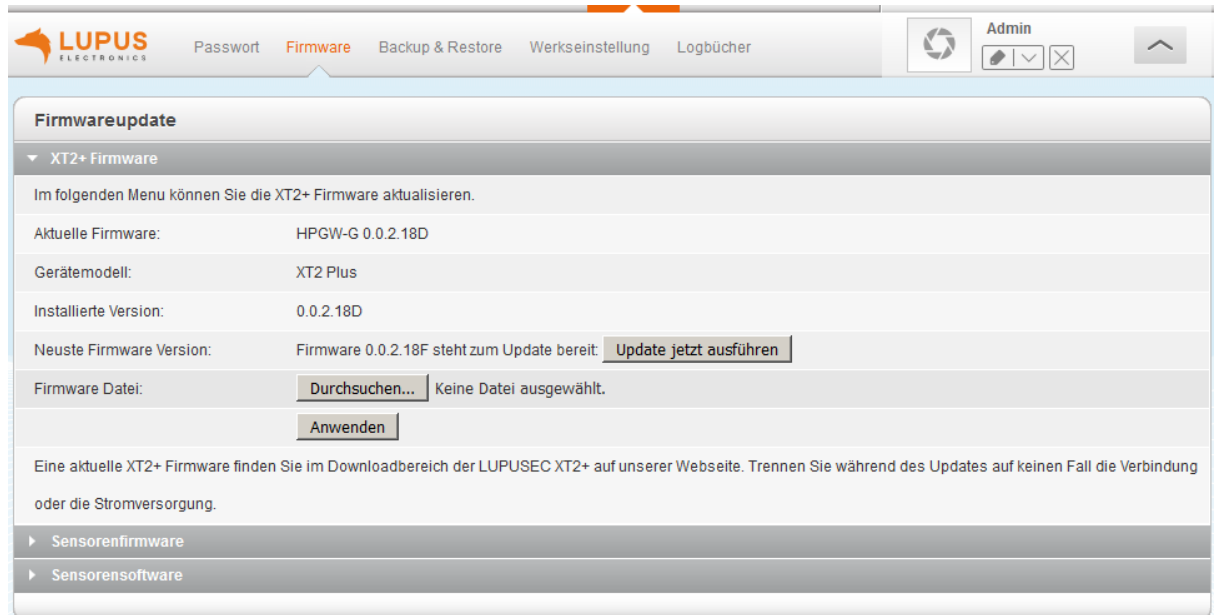 LUPUS
ELECTRONICS
Passwort Firmware Backup & Restore Werkseinstellung Logbücher
Admin
Firmwareupdate
XT2+ Firmware
Im folgenden Menu können Sie die XT2+ Firmware aktualisieren.
Aktuelle Firmware: HPGW-G 0.0.2.18D
Gerätemodell: XT2 Plus
Installierte Version: 0.0.2.18D
Neuste Firmware Version: Firmware 0.0.2.18F steht zum Update bereit: Update jetzt ausführen
Firmware Datei: Durchsuchen... Keine Datei ausgewählt.
Anwenden
Eine aktuelle XT2+ Firmware finden Sie im Downloadbereich der LUPUSEC XT2+ auf unserer Webseite. Trennen Sie während des Updates auf keinen Fall die Verbindung
oder die Stromversorgung.
Sensorenfirmware
Sensorensoftware